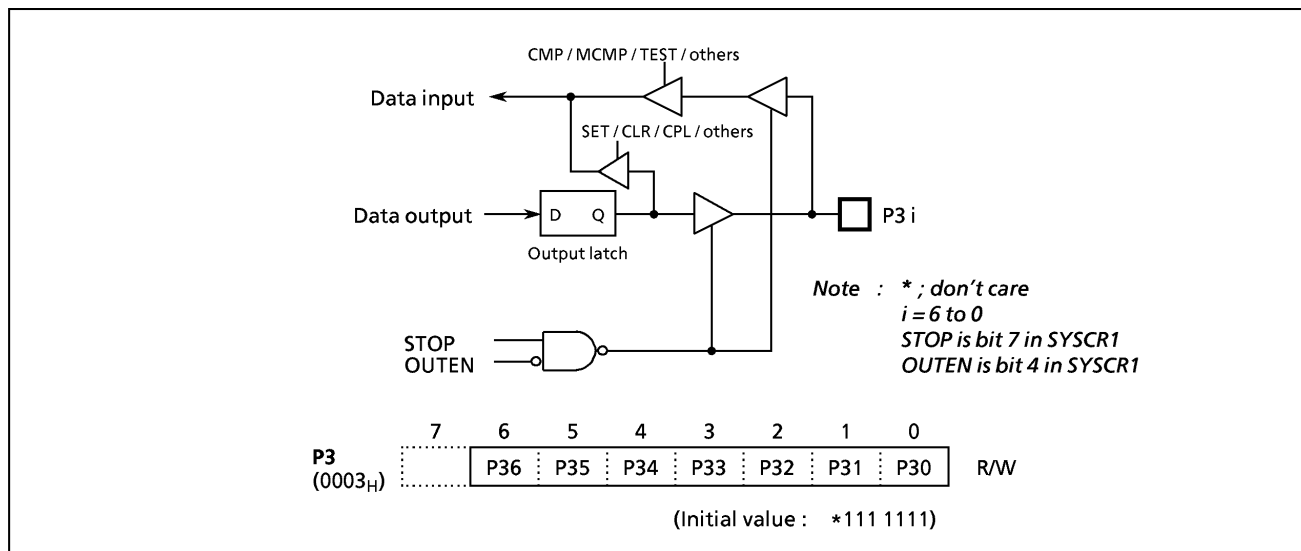 CMP / MCMP / TEST / others
Data input
SET / CLR / CPL / others
Data output
D Q
P3 i
Output latch
Note : * ; don't care
i = 6 to 0
STOP is bit 7 in SYSCR1
OUTEN is bit 4 in SYSCR1
STOP
OUTEN
7 6 5 4 3 2 1 0
P3
(0003H)
P36 P35 P34 P33 P32 P31 P30 R/W
(Initial value : *111 1111)